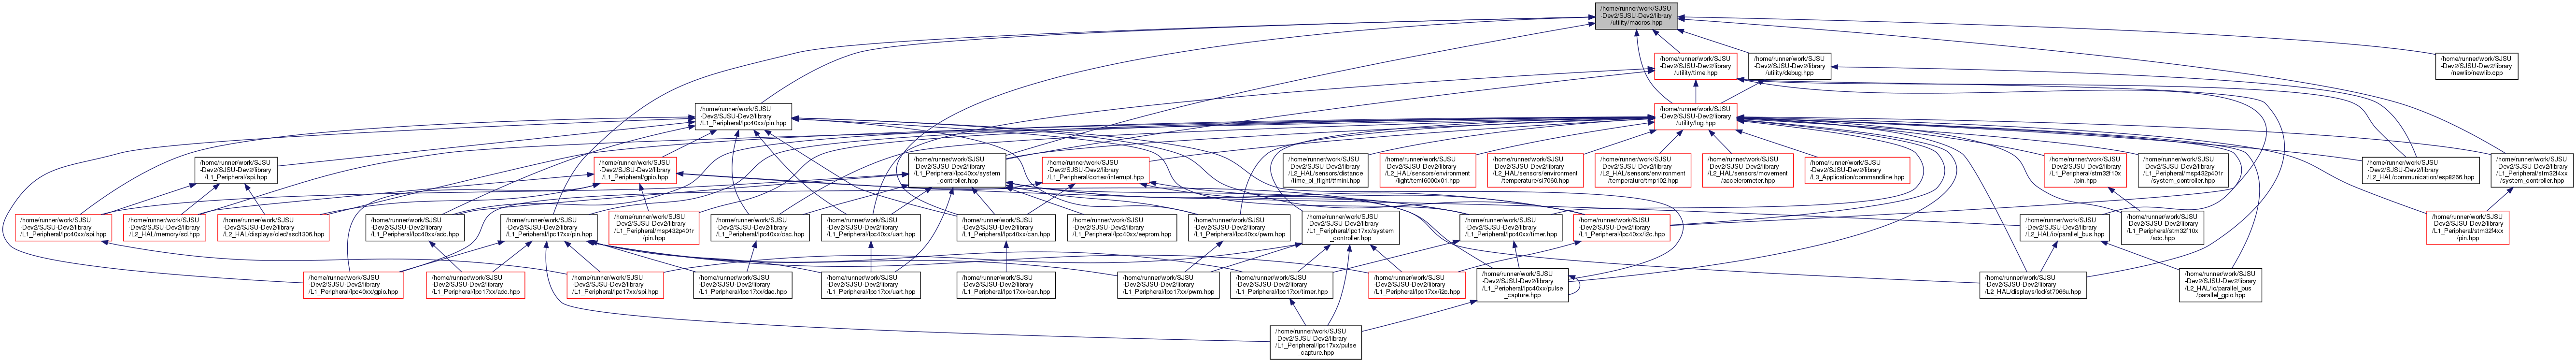 /home/runner/work/SJSU
-Dev2/SJSU-Dev2/library
/utility/macros.hpp
/home/runner/work/SJSU
-Dev2/SJSU-Dev2/library
/utility/time.hpp
/home/runner/work/SJSU
-Dev2/SJSU-Dev2/library
/utility/debug.hpp
/home/runner/work/SJSU
-Dev2/SJSU-Dev2/library
/newlib/newlib.cpp
/home/runner/work/SJSU
-Dev2/SJSU-Dev2/library
/L1_Peripheral/lpc40xx/pin.hpp
/home/runner/work/SJSU
-Dev2/SJSU-Dev2/library
/utility/log.hpp
/home/runner/work/SJSU
-Dev2/SJSU-Dev2/library
/L1_Peripheral/spi.hpp
/home/runner/work/SJSU
-Dev2/SJSU-Dev2/library
/L1_Peripheral/gpio.hpp
/home/runner/work/SJSU
-Dev2/SJSU-Dev2/library
/L1_Peripheral/lpc40xx/system
_controller.hpp
/home/runner/work/SJSU
-Dev2/SJSU-Dev2/library
/L1_Peripheral/cortex/interrupt.hpp
/home/runner/work/SJSU
-Dev2/SJSU-Dev2/library
/L2_HAL/sensors/distance
/time_of_flight/tfmini.hpp
/home/runner/work/SJSU
-Dev2/SJSU-Dev2/library
/L2_HAL/sensors/environment
/light/temt6000x01.hpp
/home/runner/work/SJSU
-Dev2/SJSU-Dev2/library
/L2_HAL/sensors/environment
/temperature/si7060.hpp
/home/runner/work/SJSU
-Dev2/SJSU-Dev2/library
/L2_HAL/sensors/environment
/temperature/tmp102.hpp
/home/runner/work/SJSU
-Dev2/SJSU-Dev2/library
/L2_HAL/sensors/movement
/accelerometer.hpp
/home/runner/work/SJSU
-Dev2/SJSU-Dev2/library
/L3_Application/commandline.hpp
/home/runner/work/SJSU
-Dev2/SJSU-Dev2/library
/L1_Peripheral/stm32f10x
/pin.hpp
/home/runner/work/SJSU
-Dev2/SJSU-Dev2/library
/L1_Peripheral/msp432p401r
/system_controller.hpp
/home/runner/work/SJSU
-Dev2/SJSU-Dev2/library
/L2_HAL/communication/esp8266.hpp
/home/runner/work/SJSU
-Dev2/SJSU-Dev2/library
/L1_Peripheral/stm32f4xx
/system_controller.hpp
/home/runner/work/SJSU
-Dev2/SJSU-Dev2/library
/L1_Peripheral/lpc40xx/spi.hpp
/home/runner/work/SJSU
-Dev2/SJSU-Dev2/library
/L2_HAL/memory/sd.hpp
/home/runner/work/SJSU
-Dev2/SJSU-Dev2/library
/L2_HAL/displays/oled/ssd1306.hpp
/home/runner/work/SJSU
-Dev2/SJSU-Dev2/library
/L1_Peripheral/lpc40xx/adc.hpp
/home/runner/work/SJSU
-Dev2/SJSU-Dev2/library
/L1_Peripheral/lpc17xx/pin.hpp
/home/runner/work/SJSU
-Dev2/SJSU-Dev2/library
/L1_Peripheral/msp432p401r
/pin.hpp
/home/runner/work/SJSU
-Dev2/SJSU-Dev2/library
/L1_Peripheral/lpc40xx/dac.hpp
/home/runner/work/SJSU
-Dev2/SJSU-Dev2/library
/L1_Peripheral/lpc40xx/uart.hpp
/home/runner/work/SJSU
-Dev2/SJSU-Dev2/library
/L1_Peripheral/lpc40xx/can.hpp
/home/runner/work/SJSU
-Dev2/SJSU-Dev2/library
/L1_Peripheral/lpc40xx/eeprom.hpp
/home/runner/work/SJSU
-Dev2/SJSU-Dev2/library
/L1_Peripheral/lpc40xx/pwm.hpp
/home/runner/work/SJSU
-Dev2/SJSU-Dev2/library
/L1_Peripheral/lpc17xx/system
_controller.hpp
/home/runner/work/SJSU
-Dev2/SJSU-Dev2/library
/L1_Peripheral/lpc40xx/timer.hpp
/home/runner/work/SJSU
-Dev2/SJSU-Dev2/library
/L1_Peripheral/lpc40xx/i2c.hpp
/home/runner/work/SJSU
-Dev2/SJSU-Dev2/library
/L2_HAL/io/parallel_bus.hpp
/home/runner/work/SJSU
-Dev2/SJSU-Dev2/library
/L1_Peripheral/stm32f10x
/adc.hpp
/home/runner/work/SJSU
-Dev2/SJSU-Dev2/library
/L1_Peripheral/stm32f4xx
/pin.hpp
/home/runner/work/SJSU
-Dev2/SJSU-Dev2/library
/L1_Peripheral/lpc40xx/gpio.hpp
/home/runner/work/SJSU
-Dev2/SJSU-Dev2/library
/L1_Peripheral/lpc17xx/adc.hpp
/home/runner/work/SJSU
-Dev2/SJSU-Dev2/library
/L1_Peripheral/lpc17xx/spi.hpp
/home/runner/work/SJSU
-Dev2/SJSU-Dev2/library
/L1_Peripheral/lpc17xx/dac.hpp
/home/runner/work/SJSU
-Dev2/SJSU-Dev2/library
/L1_Peripheral/lpc17xx/uart.hpp
/home/runner/work/SJSU
-Dev2/SJSU-Dev2/library
/L1_Peripheral/lpc17xx/can.hpp
/home/runner/work/SJSU
-Dev2/SJSU-Dev2/library
/L1_Peripheral/lpc17xx/pwm.hpp
/home/runner/work/SJSU
-Dev2/SJSU-Dev2/library
/L1_Peripheral/lpc17xx/timer.hpp
/home/runner/work/SJSU
-Dev2/SJSU-Dev2/library
/L1_Peripheral/lpc17xx/i2c.hpp
/home/runner/work/SJSU
-Dev2/SJSU-Dev2/library
/L1_Peripheral/lpc40xx/pulse
_capture.hpp
/home/runner/work/SJSU
-Dev2/SJSU-Dev2/library
/L2_HAL/displays/lcd/st7066u.hpp
/home/runner/work/SJSU
-Dev2/SJSU-Dev2/library
/L2_HAL/io/parallel_bus
/parallel_gpio.hpp
/home/runner/work/SJSU
-Dev2/SJSU-Dev2/library
/L1_Peripheral/lpc17xx/pulse
_capture.hpp